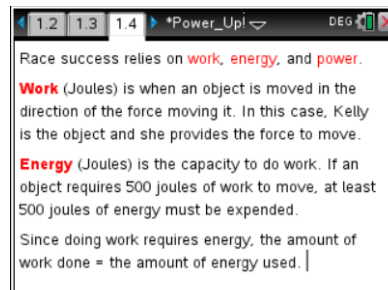 1.2 1.3 1.4 *Power_Up! DEG
Race success relies on work, energy, and power.
Work (Joules) is when an object is moved in the
direction of the force moving it. In this case, Kelly
is the object and she provides the force to move.
Energy (Joules) is the capacity to do work. If an
object requires 500 joules of work to move, at least
500 joules of energy must be expended.
Since doing work requires energy, the amount of
work done = the amount of energy used.